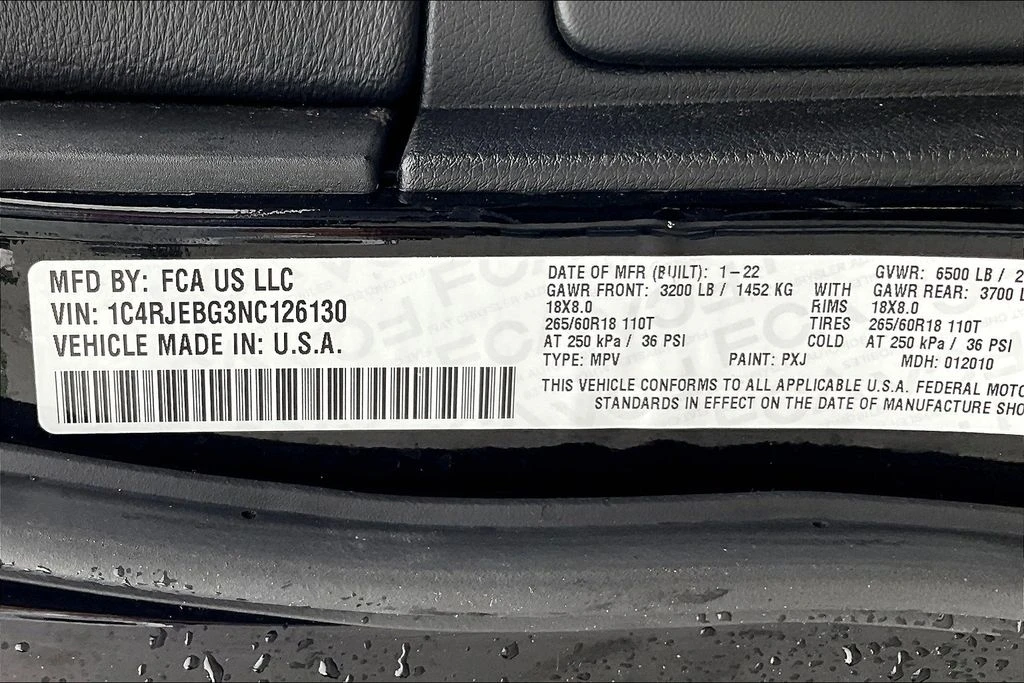 MFD BY: FCA US LLC
VIN: 1C4RJEBG3NC126130
VEHICLE MADE IN: U.S.A.
DATE OF MFR (BUILT): 1-22 GVWR: 6500 LB /
GAWR FRONT: 3200 LB / 1452 KG WITH GAWR REAR: 3700
18X8.0 RIMS 18X8.0
265/60R18 110T TIRES 265/60R18 110T
AT 250 kPa / 36 PSI COLD AT 250 kPa / 36 PSI
TYPE: MPV PAINT: PXJ MDH: 012010
THIS VEHICLE CONFORMS TO ALL APPLICABLE U.S.A. FEDERAL
STANDARDS IN EFFECT ON THE DATE OF MANUFACTURE